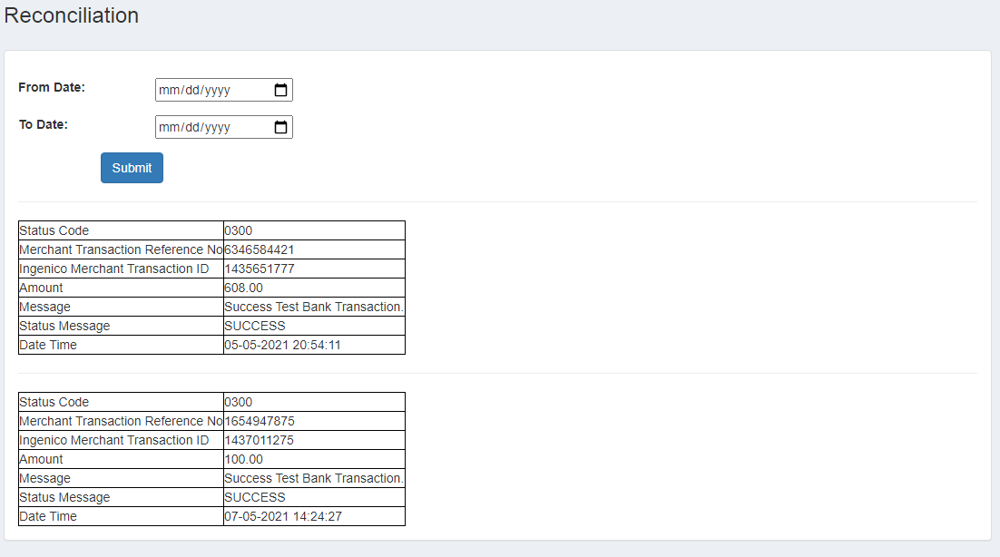 Reconciliation
From Date: mm/dd/yyyy
To Date: mm/dd/yyyy
Submit
Status Code 0300
Merchant Transaction Reference No 6346584421
Ingenico Merchant Transaction ID 1435651777
Amount 608.00
Message Success Test Bank Transaction.
Status Message SUCCESS
Date Time 05-05-2021 20:54:11
Status Code 0300
Merchant Transaction Reference No 1654947875
Ingenico Merchant Transaction ID 1437011275
Amount 100.00
Message Success Test Bank Transaction.
Status Message SUCCESS
Date Time 07-05-2021 14:24:27